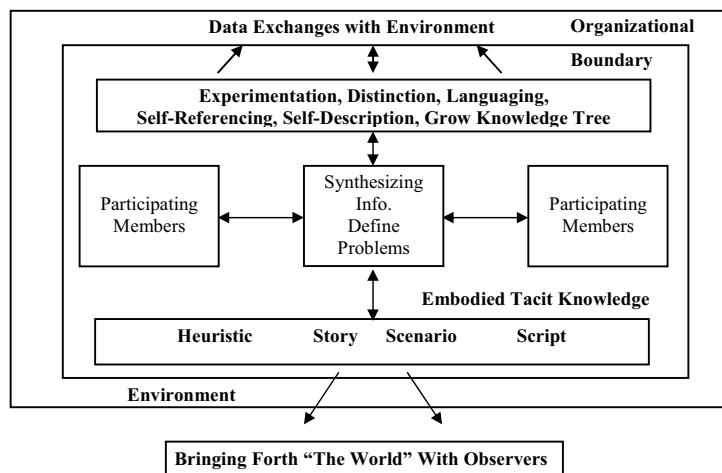 Data Exchanges with Environment
Organizational
Boundary
Experimentation, Distinction, Languaging,
Self-Referencing, Self-Description, Grow Knowledge Tree
Participating
Members
Synthesizing
Info.
Define
Problems
Participating
Members
Embodied Tacit Knowledge
Heuristic Story Scenario Script
Environment
Bringing Forth “The World” With Observers